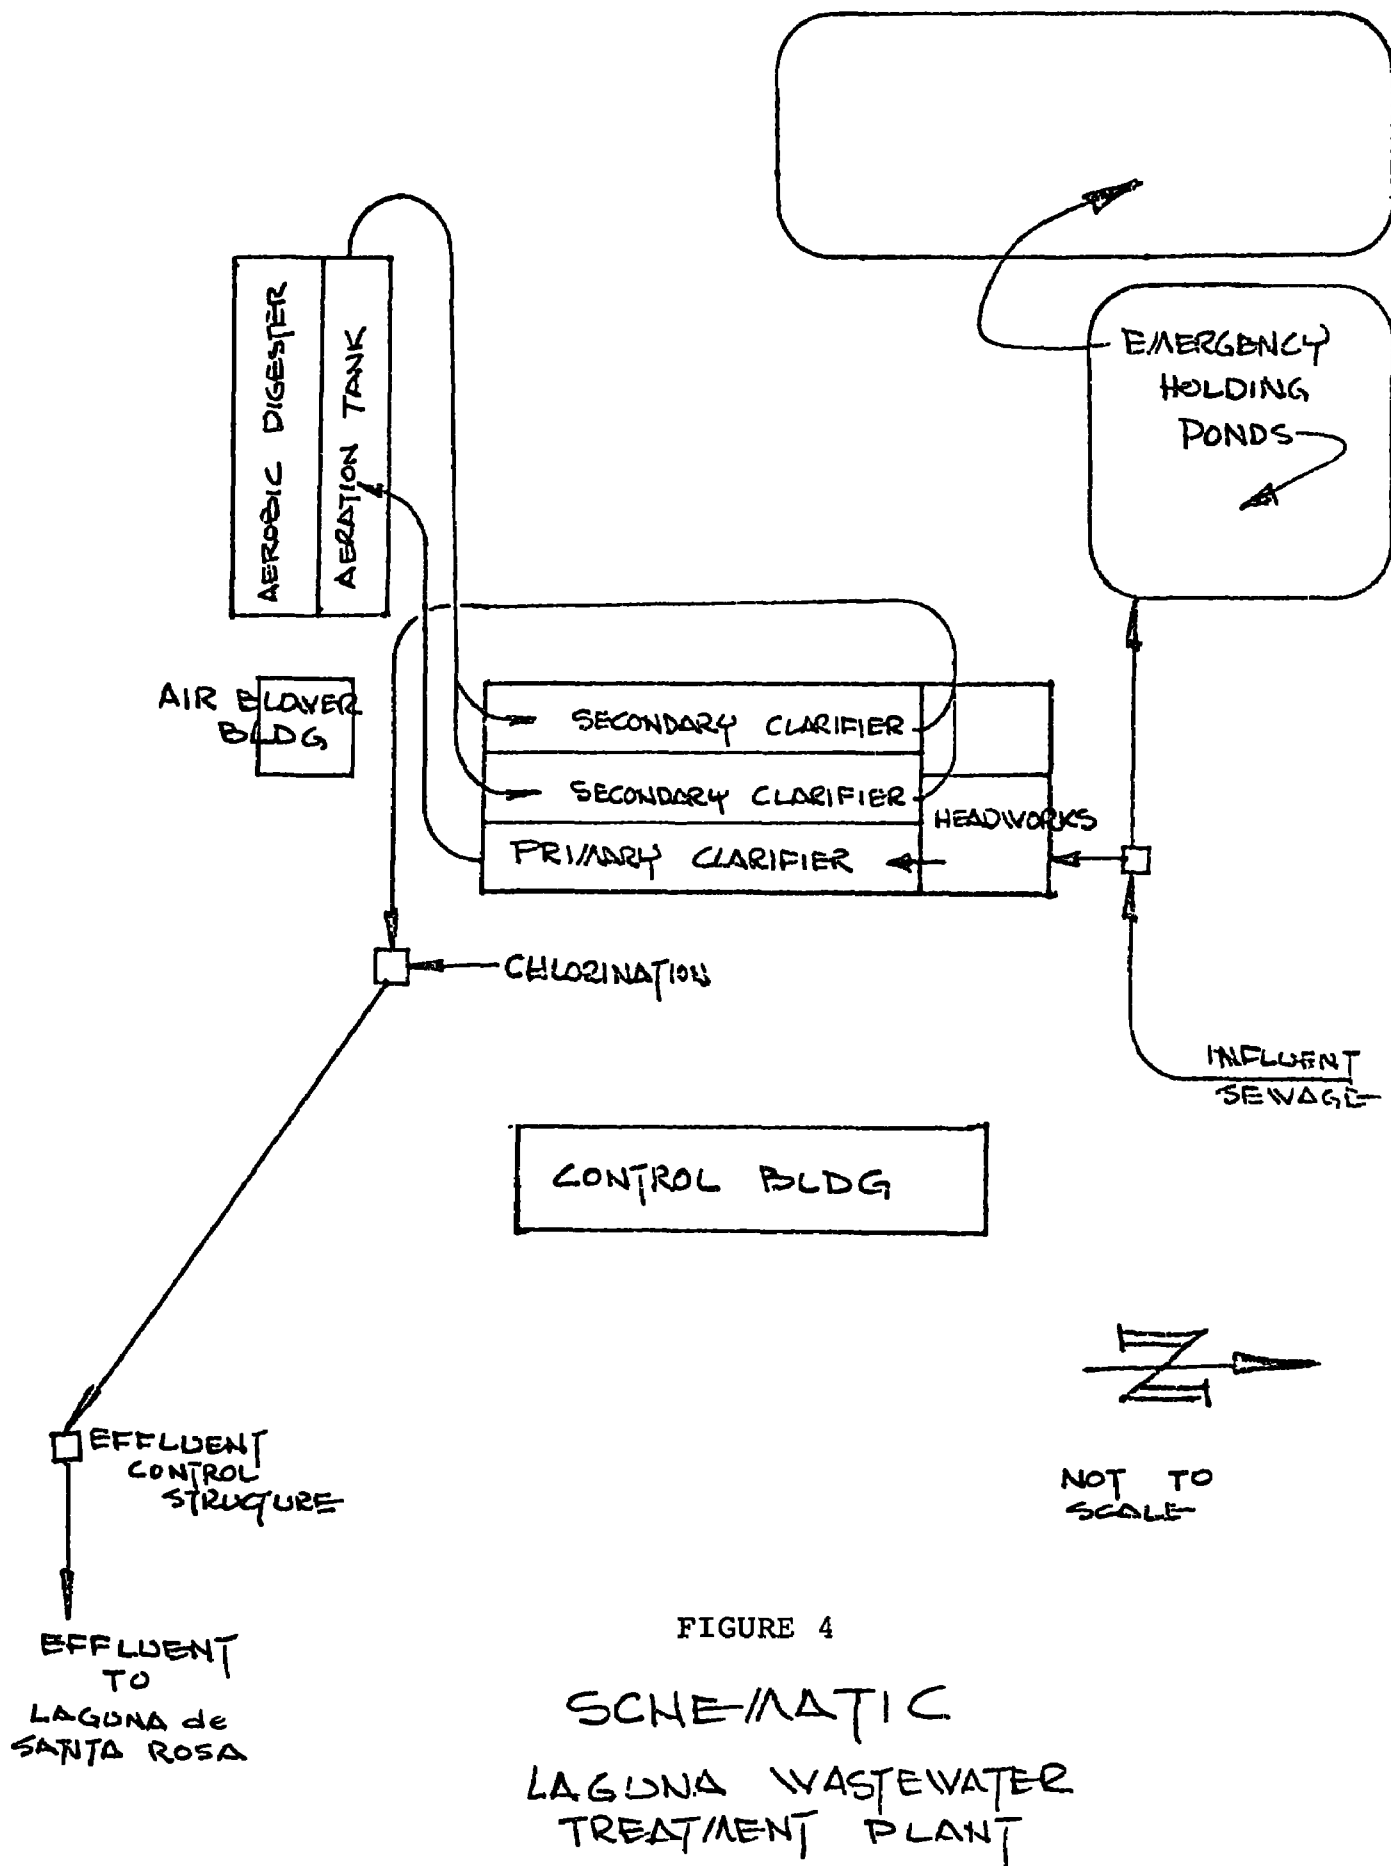 EMERGENCY
HOLDING
PONDS
AEROBIC DIGESTER
AERATION TANK
AIR BLOWER
BLDG
SECONDARY CLARIFIER
SECONDARY CLARIFIER
HEADWORKS
PRIMARY CLARIFIER
CHLORINATION
INFLUENT
SEWAGE
CONTROL BLDG
N
EFFLUENT
CONTROL
STRUCTURE
NOT TO
SCALE
EFFLUENT
TO
LAGUNA de
SANTA ROSA
FIGURE 4
SCHEMATIC
LAGUNA WASTEWATER
TREATMENT PLANT